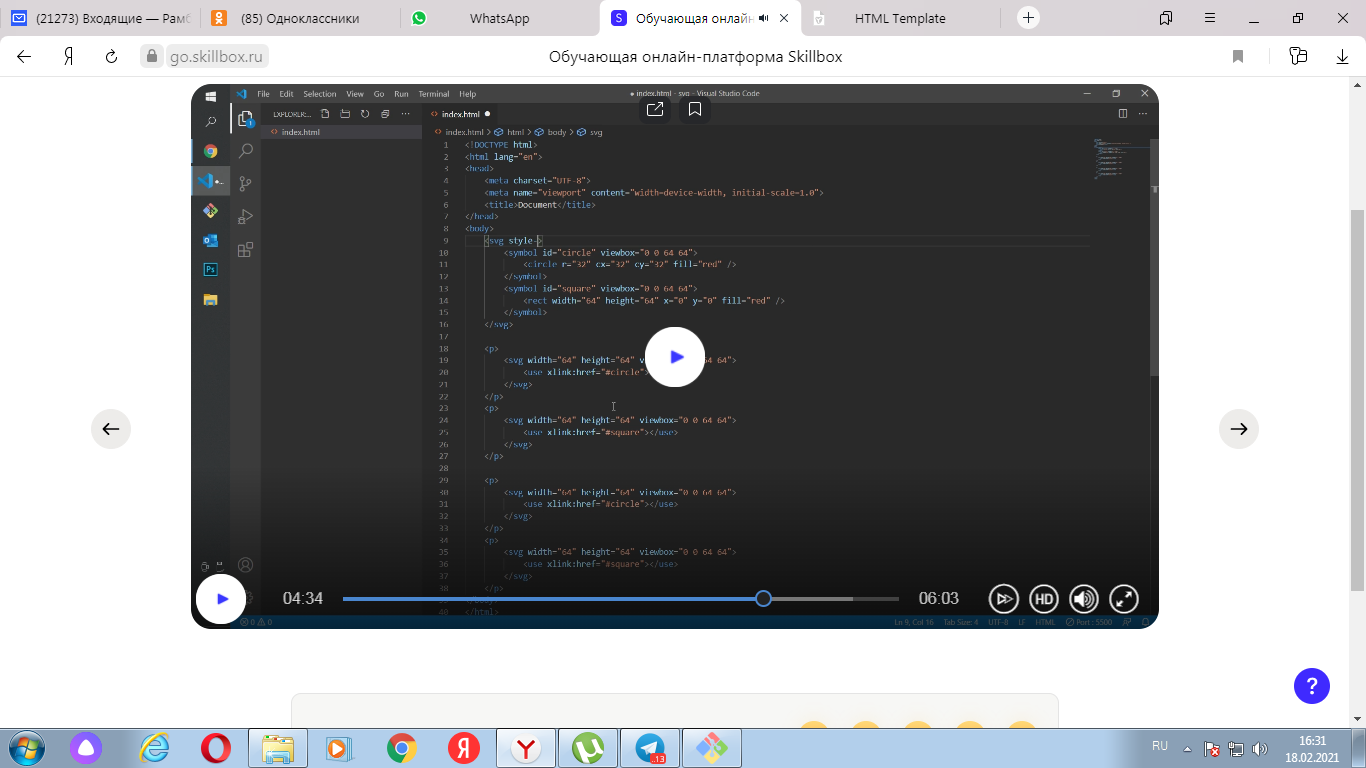 (21273) Входящие — Рамб
(85) Одноклассники
WhatsApp
Обучающая онлайн
HTML Template
go.skillbox.ru
Обучающая онлайн-платформа Skillbox
File Edit Selection View Go Run Terminal Help
● index.html - svg - Visual Studio Code
EXPLORER:...
index.html ●
index.html
index.html > html > body > svg
1 <!DOCTYPE html>
2 <html lang="en">
3 <head>
4 <meta charset="UTF-8">
5 <meta name="viewport" content="width=device-width, initial-scale=1.0">
6 <title>Document</title>
7 </head>
8 <body>
9 <svg style->
10 <symbol id="circle" viewbox="0 0 64 64">
11 <circle r="32" cx="32" cy="32" fill="red" />
12 </symbol>
13 <symbol id="square" viewbox="0 0 64 64">
14 <rect width="64" height="64" x="0" y="0" fill="red" />
15 </symbol>
16 </svg>
17
18 <p>
19 <svg width="64" height="64" v 64 64">
20 <use xlink:href="#circle"
21 </svg>
22 </p>
23 <p>
24 <svg width="64" height="64" viewbox="0 0 64 64">
25 <use xlink:href="#square"></use>
26 </svg>
27 </p>
28
29 <p>
30 <svg width="64" height="64" viewbox="0 0 64 64">
31 <use xlink:href="#circle"></use>
32 </svg>
33 </p>
34 <p>
35 <svg width="64" height="64" viewbox="0 0 64 64">
36 <use xlink:href="#square"></use>
37 </svg>
38 </p>
40 </html>
04:34
06:03
HD
0 0
Ln 9, Col 16 Tab Size: 4 UTF-8 LF HTML Port : 5500
?
RU
16:31
18.02.2021